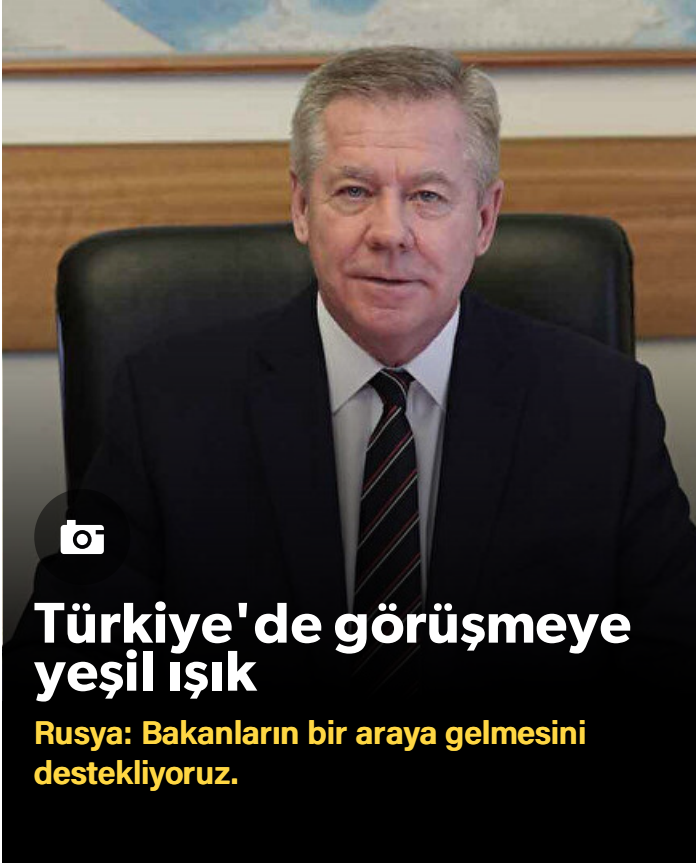 Türkiye'de görüşmeye
yeşil ışık
Rusya: Bakanların bir araya gelmesini
destekliyoruz.